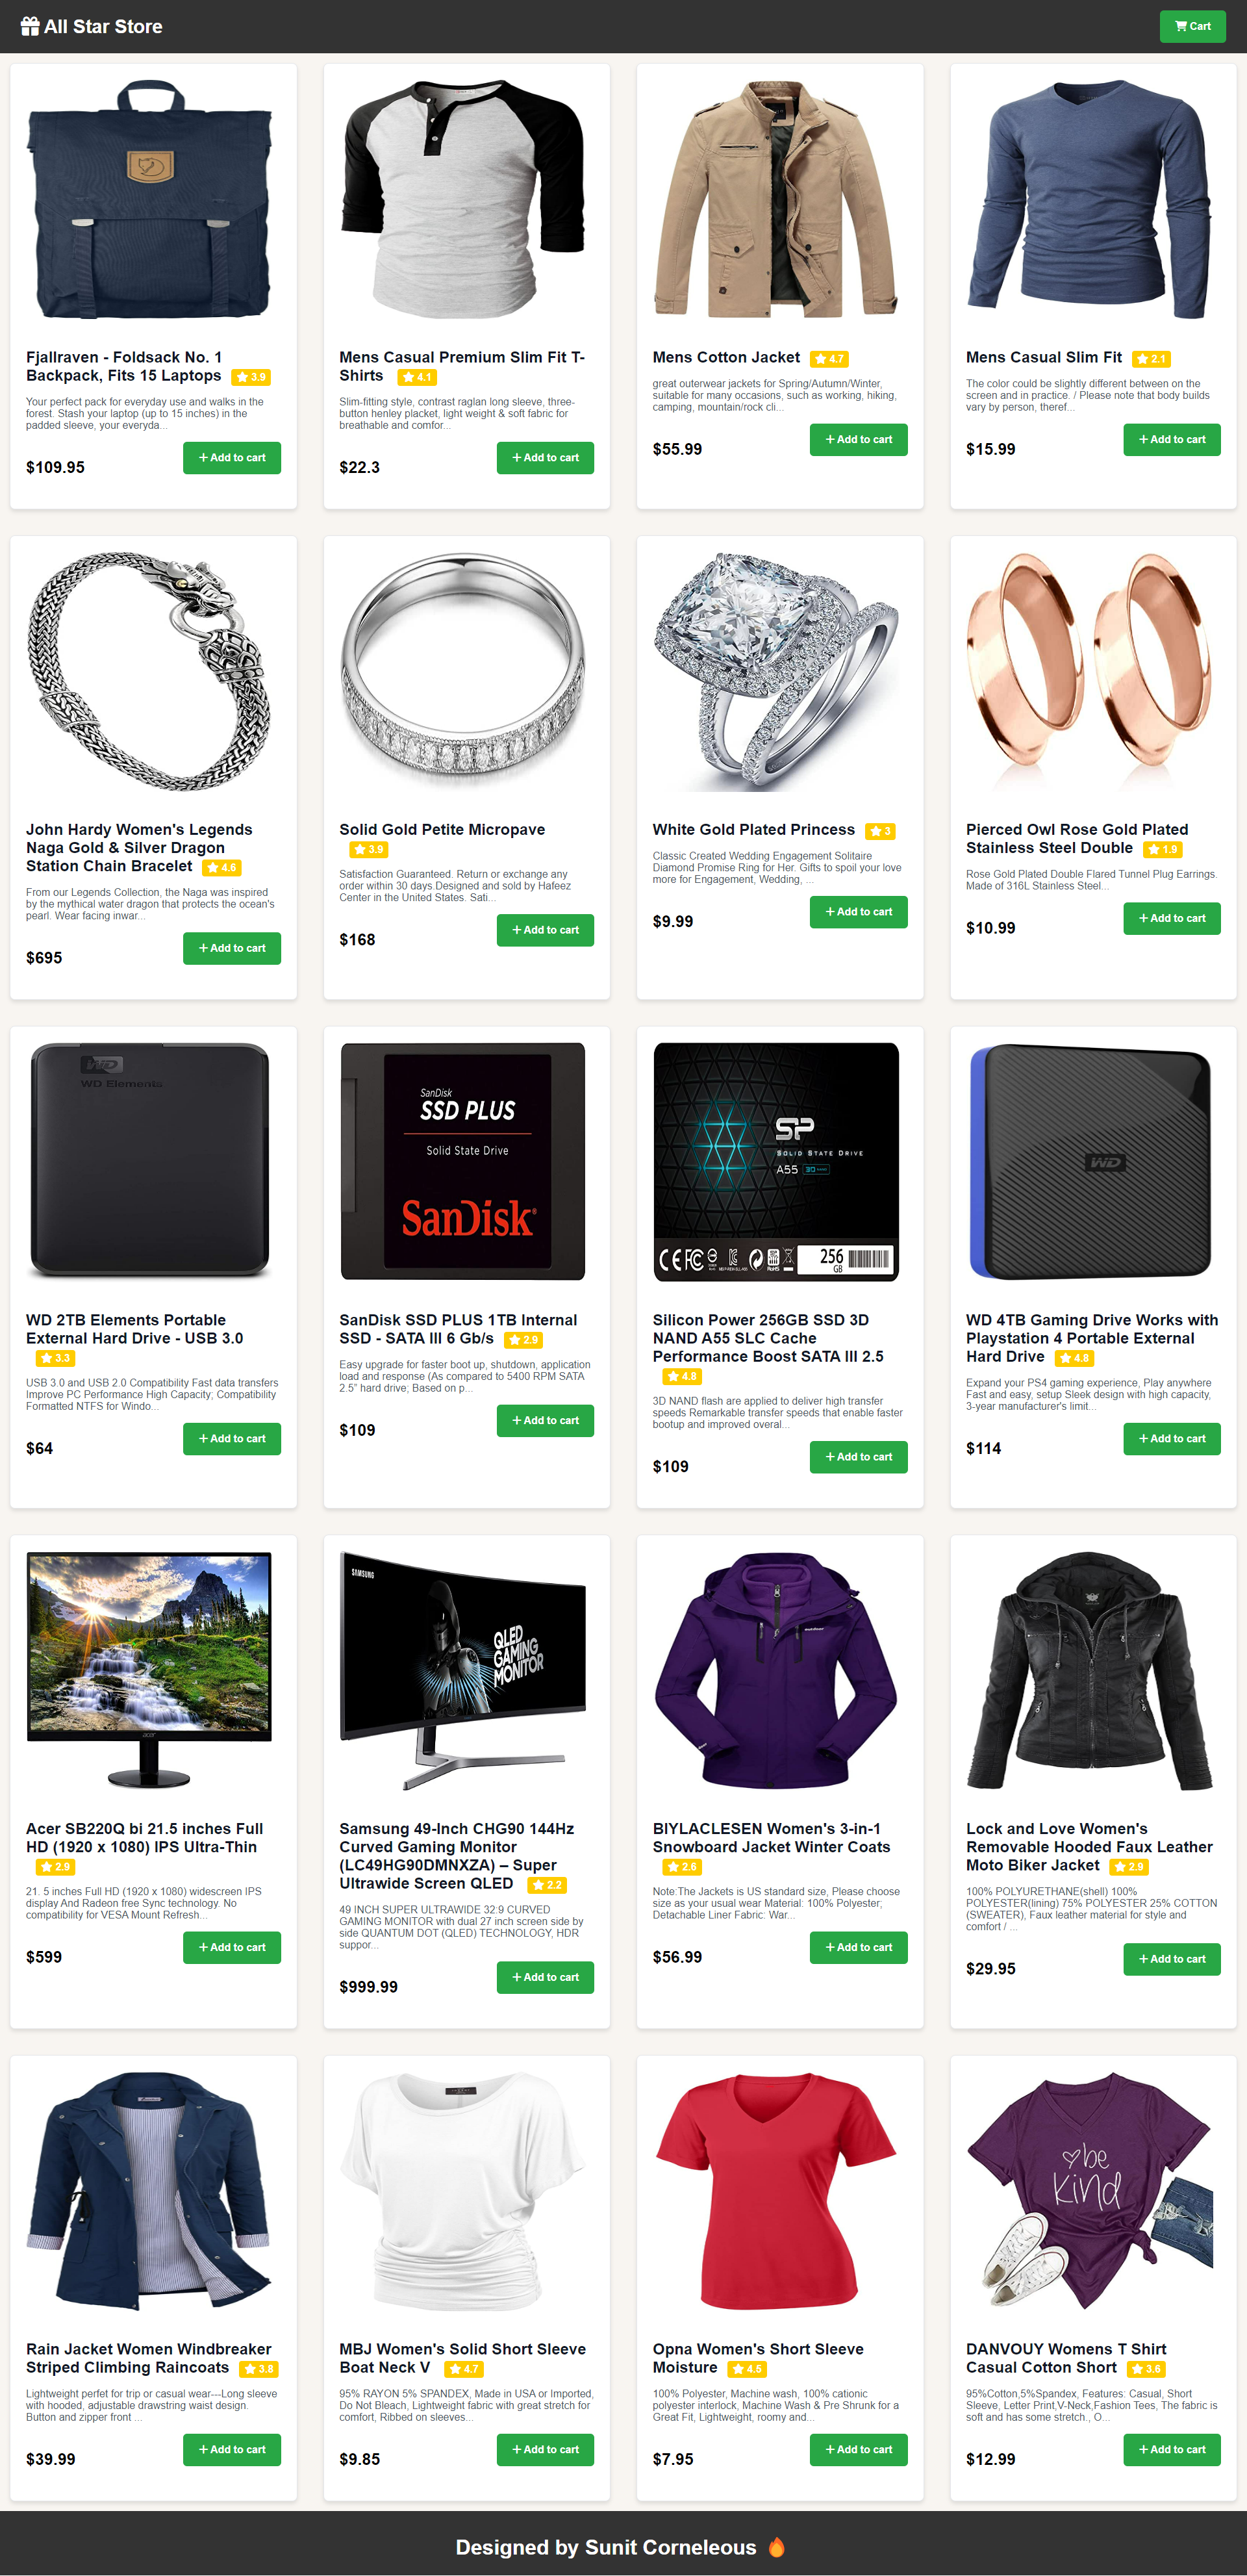 All Star Store
Cart
Fjallraven - Foldsack No. 1
Backpack, Fits 15 Laptops 3.9
Your perfect pack for everyday use and walks in the
forest. Stash your laptop (up to 15 inches) in the
padded sleeve, your everyda...
$109.95
Add to cart
Mens Casual Premium Slim Fit T-
Shirts 4.1
Slim-fitting style, contrast raglan long sleeve, three-
button henley placket, light weight & soft fabric for
breathable and comfor...
$22.3
Add to cart
Mens Cotton Jacket 4.7
great outerwear jackets for Spring/Autumn/Winter,
suitable for many occasions, such as working, hiking,
camping, mountain/rock cli...
$55.99
Add to cart
Mens Casual Slim Fit 2.1
The color could be slightly different between on the
screen and in practice. / Please note that body builds
vary by person, theref...
$15.99
Add to cart
John Hardy Women's Legends
Naga Gold & Silver Dragon
Station Chain Bracelet 4.6
From our Legends Collection, the Naga was inspired
by the mythical water dragon that protects the ocean's
pearl. Wear facing inwar...
$695
Add to cart
Solid Gold Petite Micropave
3.9
Satisfaction Guaranteed. Return or exchange any
order within 30 days.Designed and sold by Hafeez
Center in the United States. Sati...
$168
Add to cart
White Gold Plated Princess 3
Classic Created Wedding Engagement Solitaire
Diamond Promise Ring for Her. Gifts to spoil your love
more for Engagement, Wedding, ...
$9.99
Add to cart
Pierced Owl Rose Gold Plated
Stainless Steel Double 1.9
Rose Gold Plated Double Flared Tunnel Plug Earrings.
Made of 316L Stainless Steel...
$10.99
Add to cart
WD
WD Elements
WD 2TB Elements Portable
External Hard Drive - USB 3.0
3.3
USB 3.0 and USB 2.0 Compatibility Fast data transfers
Improve PC Performance High Capacity; Compatibility
Formatted NTFS for Windo...
$64
Add to cart
SanDisk
SSD PLUS
Solid State Drive
SanDisk®
SanDisk SSD PLUS 1TB Internal
SSD - SATA III 6 Gb/s 2.9
Easy upgrade for faster boot up, shutdown, application
load and response (As compared to 5400 RPM SATA
2.5” hard drive; Based on p...
$109
Add to cart
SP
SOLID STATE DRIVE
A55 3D
CE FC
RoHS
256
GB
Silicon Power 256GB SSD 3D
NAND A55 SLC Cache
Performance Boost SATA III 2.5
4.8
3D NAND flash are applied to deliver high transfer
speeds Remarkable transfer speeds that enable faster
bootup and improved overal...
$109
Add to cart
WD
WD 4TB Gaming Drive Works with
Playstation 4 Portable External
Hard Drive 4.8
Expand your PS4 gaming experience, Play anywhere
Fast and easy, setup Sleek design with high capacity,
3-year manufacturer's limit...
$114
Add to cart
acer
Acer SB220Q bi 21.5 inches Full
HD (1920 x 1080) IPS Ultra-Thin
2.9
21. 5 inches Full HD (1920 x 1080) widescreen IPS
display And Radeon free Sync technology. No
compatibility for VESA Mount Refresh...
$599
Add to cart
SAMSUNG
QLED
GAMING
MONITOR
Samsung 49-Inch CHG90 144Hz
Curved Gaming Monitor
(LC49HG90DMNXZA) – Super
Ultrawide Screen QLED 2.2
49 INCH SUPER ULTRAWIDE 32:9 CURVED
GAMING MONITOR with dual 27 inch screen side by
side QUANTUM DOT (QLED) TECHNOLOGY, HDR
suppor...
$999.99
Add to cart
outdoor
BIYLACLESEN Women's 3-in-1
Snowboard Jacket Winter Coats
2.6
Note:The Jackets is US standard size, Please choose
size as your usual wear Material: 100% Polyester;
Detachable Liner Fabric: War...
$56.99
Add to cart
Lock and Love Women's
Removable Hooded Faux Leather
Moto Biker Jacket 2.9
100% POLYURETHANE(shell) 100%
POLYESTER(lining) 75% POLYESTER 25% COTTON
(SWEATER), Faux leather material for style and
comfort / ...
$29.95
Add to cart
Rain Jacket Women Windbreaker
Striped Climbing Raincoats 3.8
Lightweight perfet for trip or casual wear---Long sleeve
with hooded, adjustable drawstring waist design.
Button and zipper front ...
$39.99
Add to cart
MBJ Women's Solid Short Sleeve
Boat Neck V 4.7
95% RAYON 5% SPANDEX, Made in USA or Imported,
Do Not Bleach, Lightweight fabric with great stretch for
comfort, Ribbed on sleeves...
$9.85
Add to cart
Opna Women's Short Sleeve
Moisture 4.5
100% Polyester, Machine wash, 100% cationic
polyester interlock, Machine Wash & Pre Shrunk for a
Great Fit, Lightweight, roomy and...
$7.95
Add to cart
be
kind
DANVOUY Womens T Shirt
Casual Cotton Short 3.6
95%Cotton,5%Spandex, Features: Casual, Short
Sleeve, Letter Print,V-Neck,Fashion Tees, The fabric is
soft and has some stretch., O...
$12.99
Add to cart
Designed by Sunit Corneleous